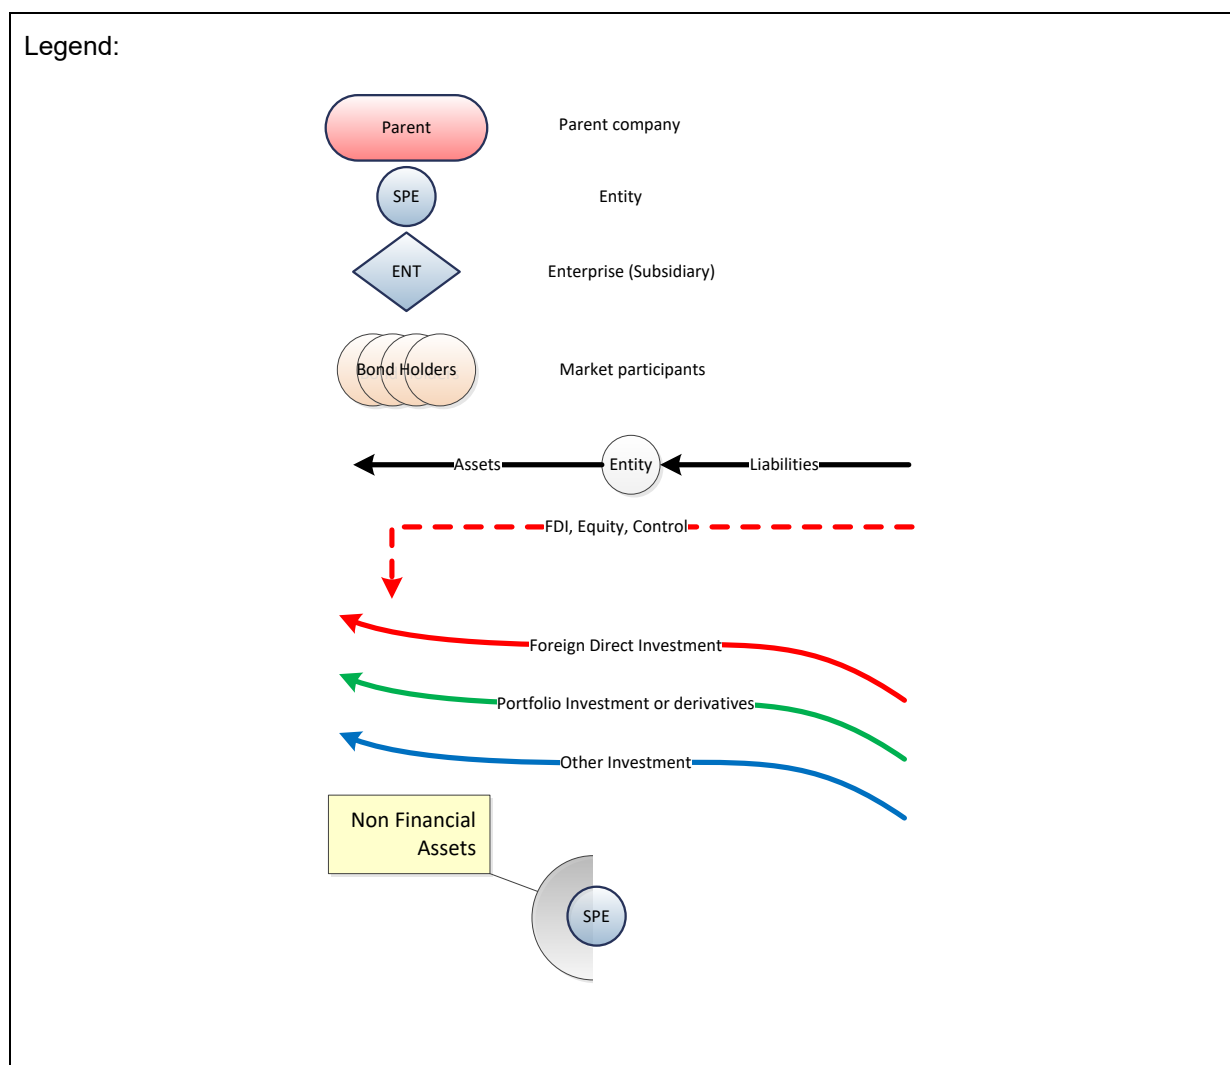 Legend:
Parent
Parent company
SPE
Entity
ENT
Enterprise (Subsidiary)
Bond Holders
Market participants
Assets
Entity
Liabilities
FDI, Equity, Control
Foreign Direct Investment
Portfolio Investment or derivatives
Other Investment
Non Financial
Assets
SPE